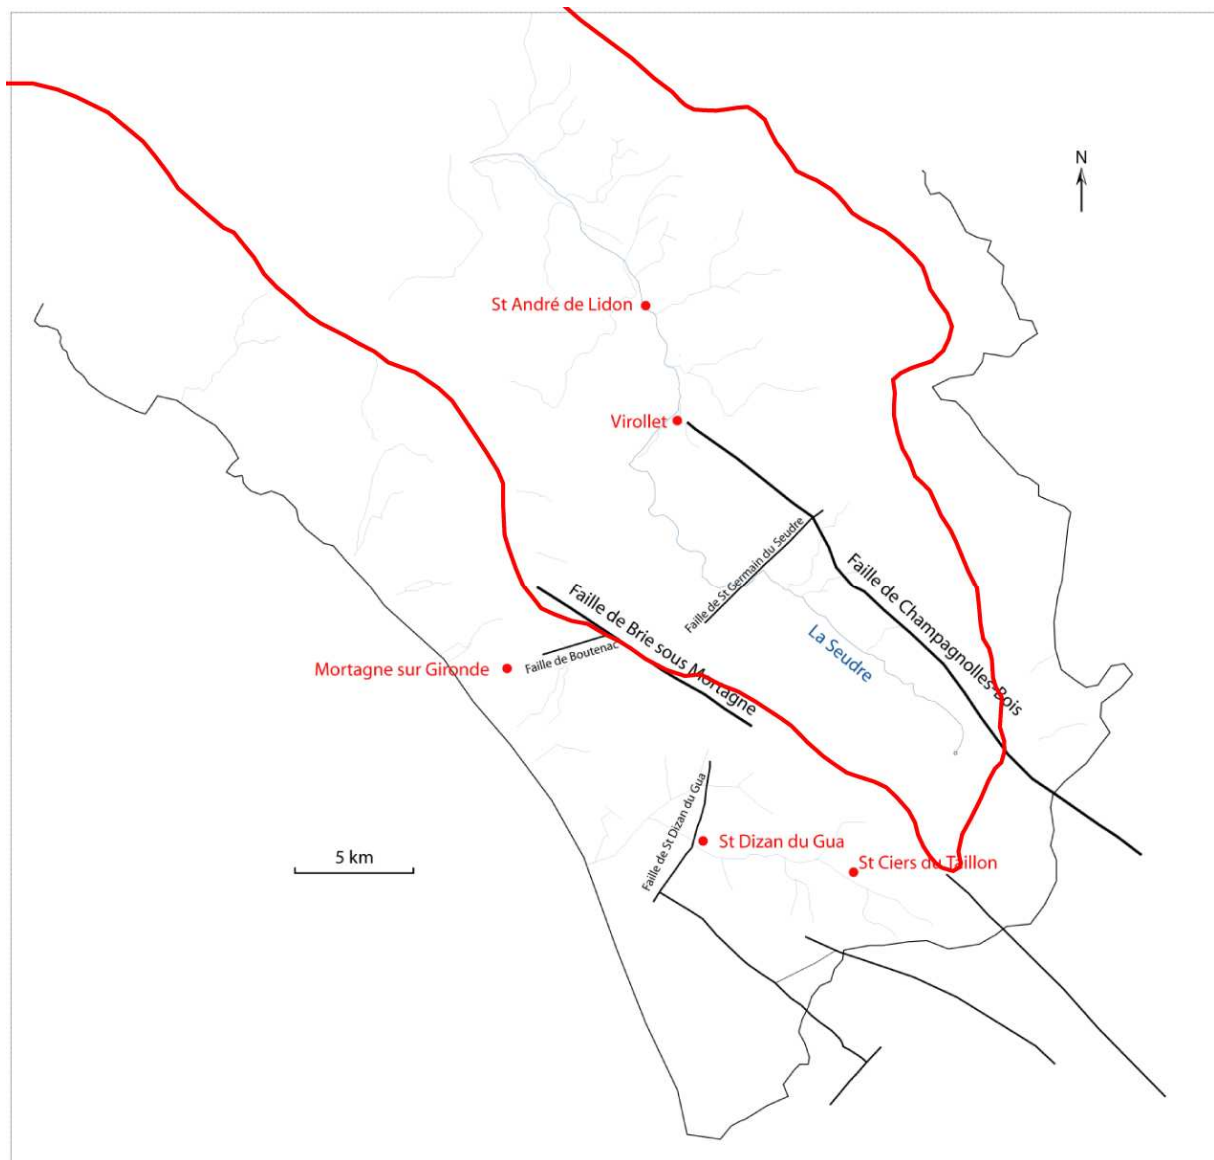 N
St André de Lidon
Virollet
Faille de St Germain du Seudre
Faille de Champagnolles-Bois
Faille de Brie sous Mortagne
La Seudre
Faille de Boutenac
Mortagne sur Gironde
Faille de St Dizan du Gua
St Dizan du Gua
5 km
St Ciers du Taillon